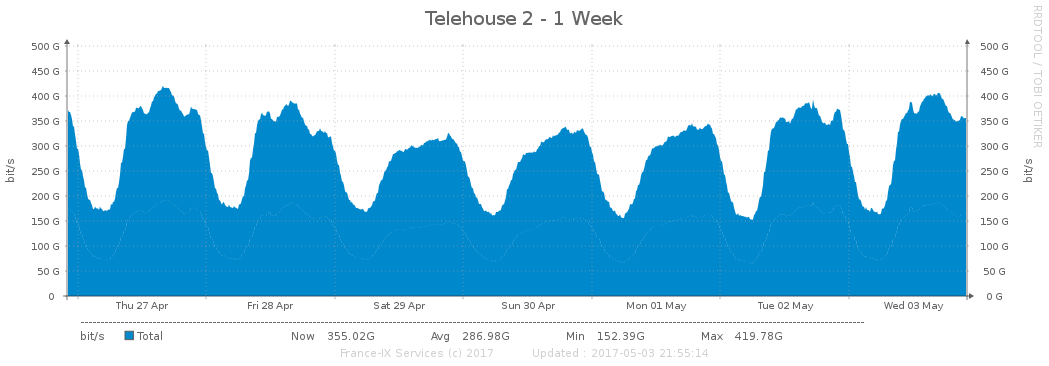 Telehouse 2 - 1 Week
RRDTOOL / TOBI OETIKER
500 G 500 G
450 G 450 G
400 G 400 G
350 G 350 G
300 G 300 G
250 G 250 G
200 G 200 G
150 G 150 G
100 G 100 G
50 G 50 G
0 0 G
bit/s bit/s
Thu 27 Apr Fri 28 Apr Sat 29 Apr Sun 30 Apr Mon 01 May Tue 02 May Wed 03 May
bit/s Total Now 355.02G Avg 286.98G Min 152.39G Max 419.78G
France-IX Services (c) 2017 Updated : 2017-05-03 21:55:14